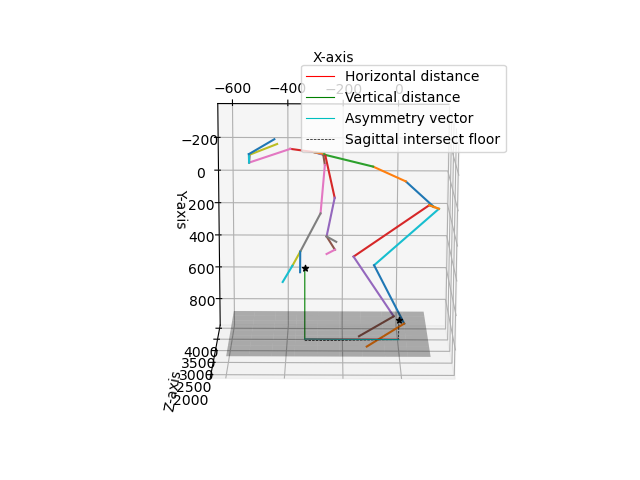 X-axis
−600
−400
−200
0
Horizontal distance
Vertical distance
Asymmetry vector
Sagittal intersect floor
−200
0
200
400
600
800
Y-axis
4000
3500
3000
2500
2000
Z-axis